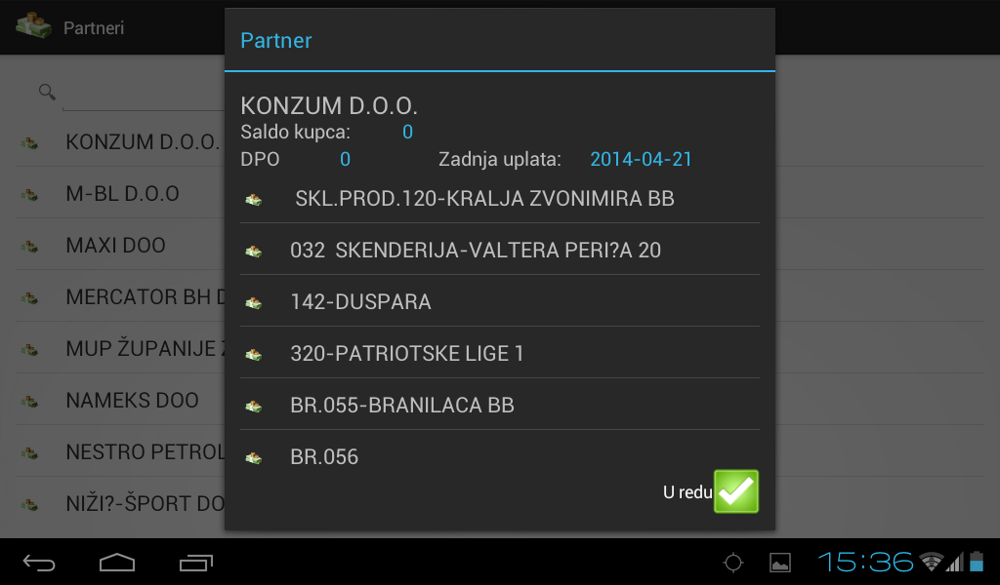 Partneri
KONZUM D.O.O.
M-BL D.O.O
MAXI DOO
MERCATOR BH
MUP ŽUPANIJE
NAMEKS DOO
NESTRO PETROL
NIŽI?-ŠPORT DO
Partner
KONZUM D.O.O.
Saldo kupca: 0
DPO 0 Zadnja uplata: 2014-04-21
SKL.PROD.120-KRALJA ZVONIMIRA BB
032 SKENDERIJA-VALTERA PERI?A 20
142-DUSPARA
320-PATRIOTSKE LIGE 1
BR.055-BRANILACA BB
BR.056
U redu
15:36